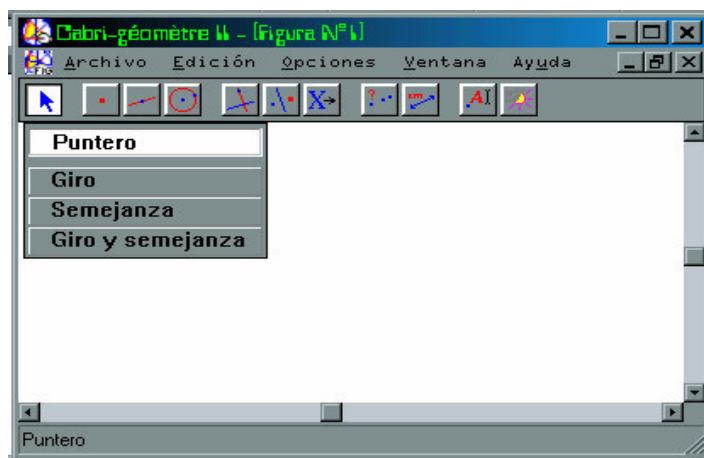 Cabri-géomètre II - [Figura Nº1]
Archivo Edición Opciones Ventana Ayuda
Puntero
Giro
Semejanza
Giro y semejanza
Puntero